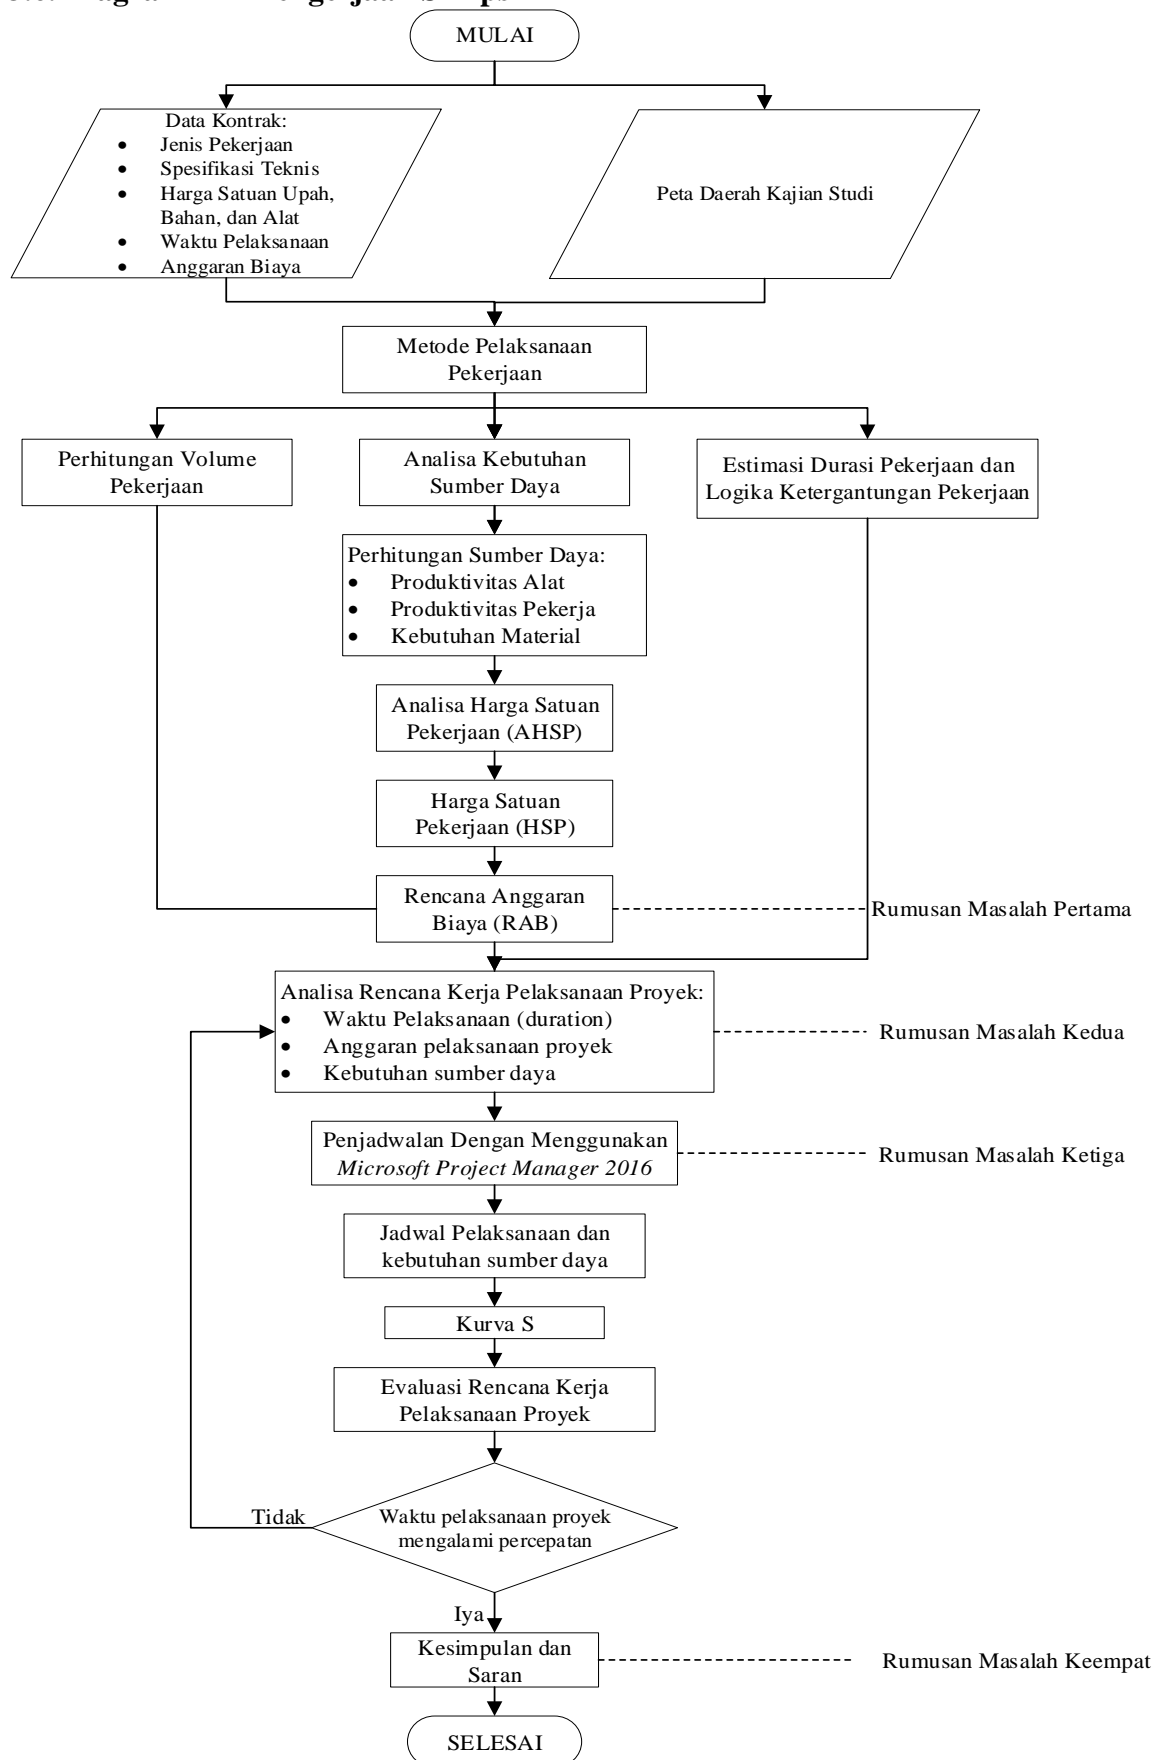 MULAI
Data Kontrak:
• Jenis Pekerjaan
• Spesifikasi Teknis
• Harga Satuan Upah,
Bahan, dan Alat
• Waktu Pelaksanaan
• Anggaran Biaya
Peta Daerah Kajian Studi
Metode Pelaksanaan
Pekerjaan
Perhitungan Volume
Pekerjaan
Analisa Kebutuhan
Sumber Daya
Estimasi Durasi Pekerjaan dan
Logika Ketergantungan Pekerjaan
Perhitungan Sumber Daya:
• Produktivitas Alat
• Produktivitas Pekerja
• Kebutuhan Material
Analisa Harga Satuan
Pekerjaan (AHSP)
Harga Satuan
Pekerjaan (HSP)
Rencana Anggaran
Biaya (RAB)
Rumusan Masalah Pertama
Analisa Rencana Kerja Pelaksanaan Proyek:
• Waktu Pelaksanaan (duration)
• Anggaran pelaksanaan proyek
• Kebutuhan sumber daya
Rumusan Masalah Kedua
Penjadwalan Dengan Menggunakan
Microsoft Project Manager 2016
Rumusan Masalah Ketiga
Jadwal Pelaksanaan dan
kebutuhan sumber daya
Kurva S
Evaluasi Rencana Kerja
Pelaksanaan Proyek
Waktu pelaksanaan proyek
mengalami percepatan
Tidak
Iya
Kesimpulan dan
Saran
Rumusan Masalah Keempat
SELESAI